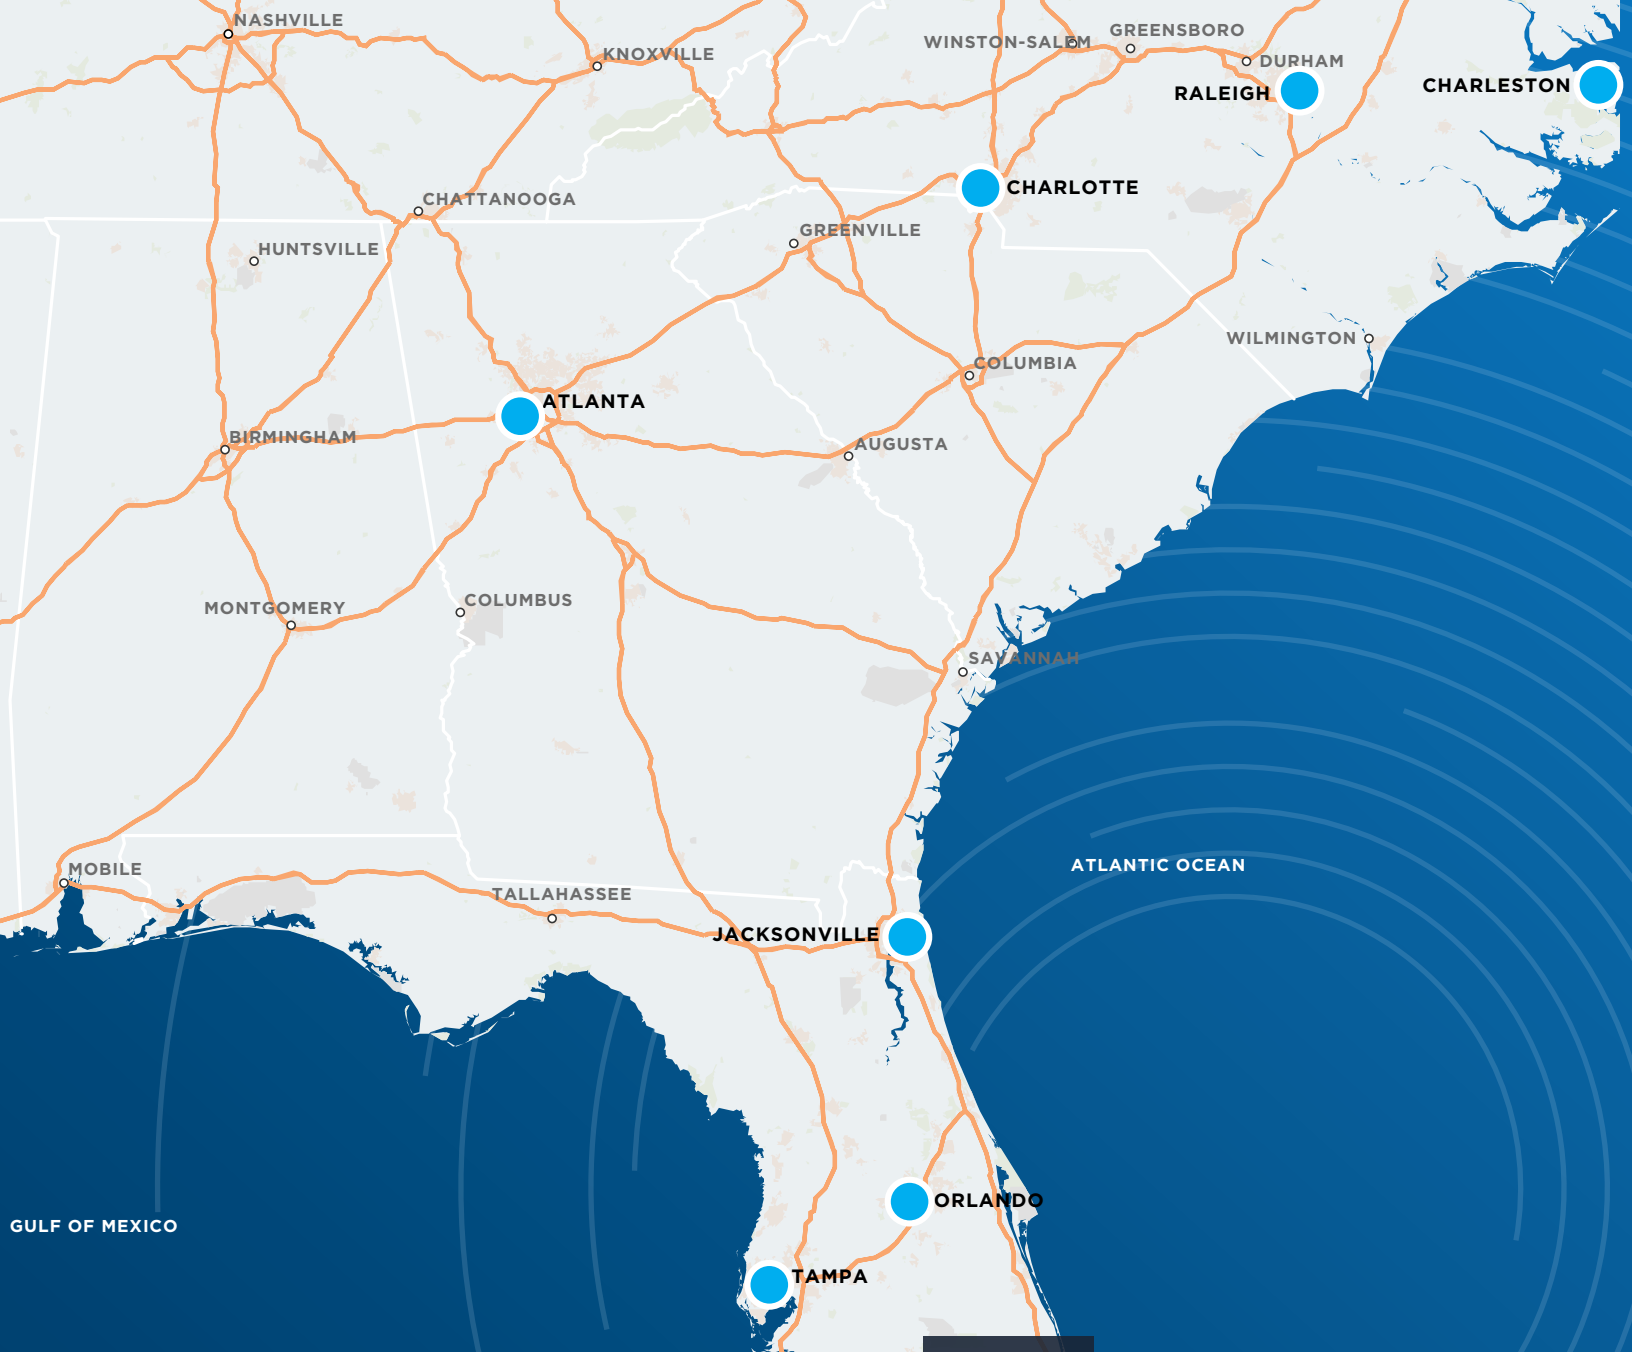 NASHVILLE
GREENSBORO
WINSTON-SALEM
KNOXVILLE
DURHAM
RALEIGH
CHARLESTON
CHARLOTTE
CHATTANOOGA
GREENVILLE
HUNTSVILLE
WILMINGTON
COLUMBIA
ATLANTA
BIRMINGHAM
AUGUSTA
COLUMBUS
MONTGOMERY
SAVANNAH
ATLANTIC OCEAN
MOBILE
TALLAHASSEE
JACKSONVILLE
ORLANDO
GULF OF MEXICO
TAMPA